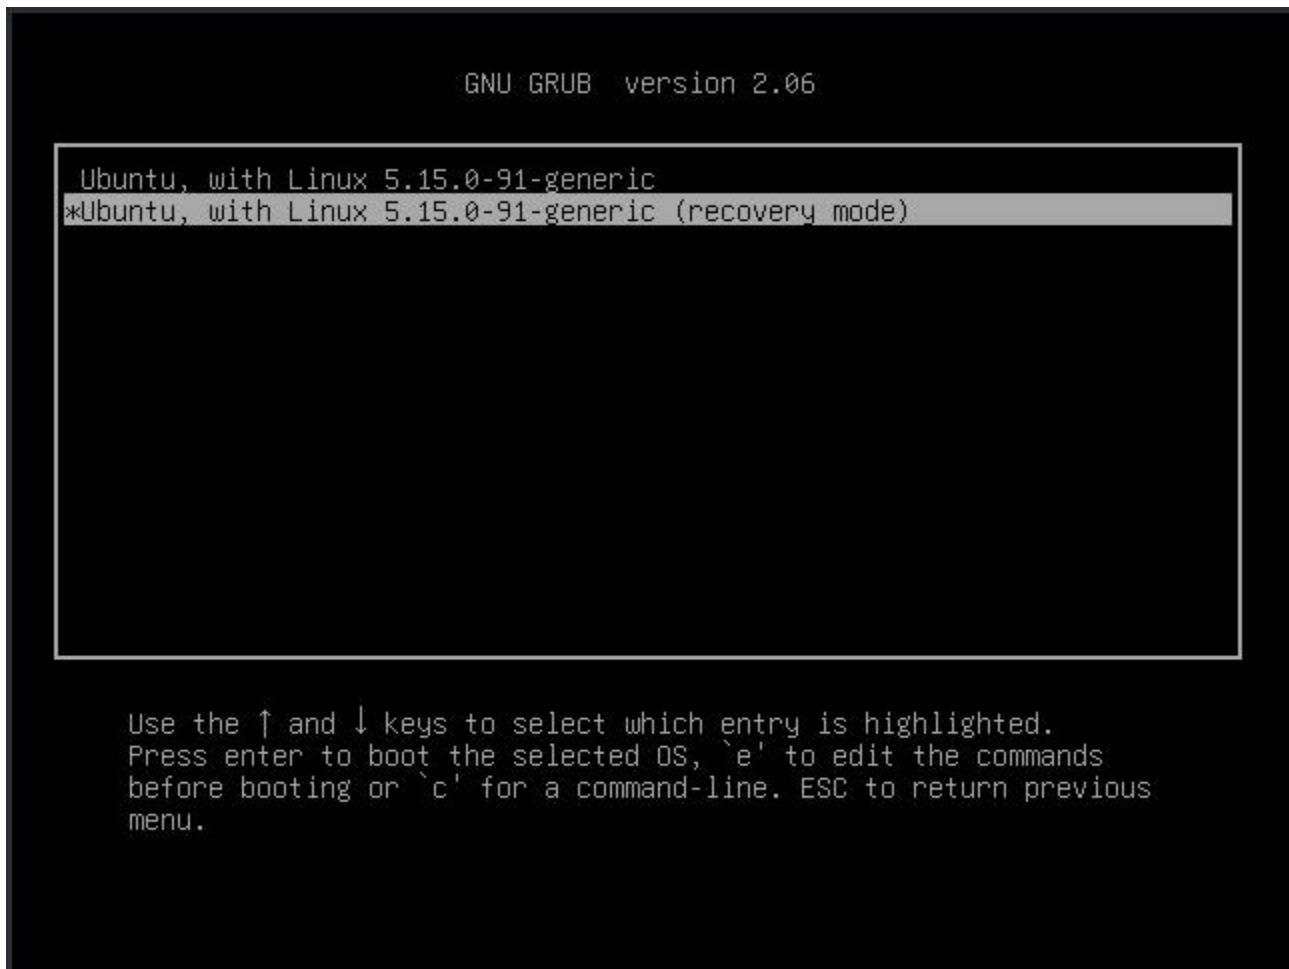 GNU GRUB  version 2.06
Ubuntu, with Linux 5.15.0-91-generic
*Ubuntu, with Linux 5.15.0-91-generic (recovery mode)
Use the ↑ and ↓ keys to select which entry is highlighted.
Press enter to boot the selected OS, `e' to edit the commands
before booting or `c' for a command-line. ESC to return previous
menu.